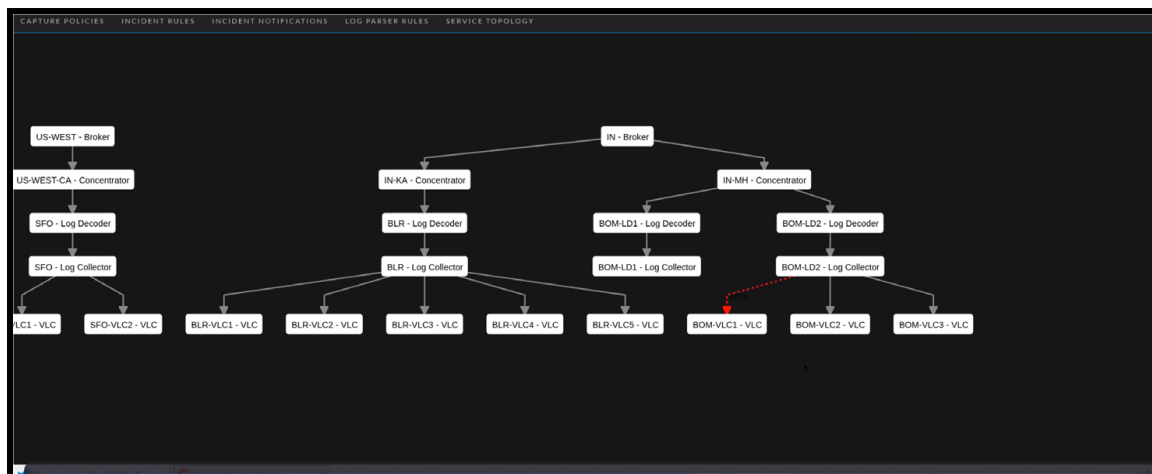 CAPTURE POLICIES INCIDENT RULES INCIDENT NOTIFICATIONS LOG PARSER RULES SERVICE TOPOLOGY
US-WEST - Broker IN - Broker
US-WEST-CA - Concentrator IN-KA - Concentrator IN-MH - Concentrator
SFO - Log Decoder BLR - Log Decoder BOM-LD1 - Log Decoder BOM-LD2 - Log Decoder
SFO - Log Collector BLR - Log Collector BOM-LD1 - Log Collector BOM-LD2 - Log Collector
VLC1 - VLC SFO-VLC2 - VLC BLR-VLC1 - VLC BLR-VLC2 - VLC BLR-VLC3 - VLC BLR-VLC4 - VLC BLR-VLC5 - VLC BOM-VLC1 - VLC BOM-VLC2 - VLC BOM-VLC3 - VLC